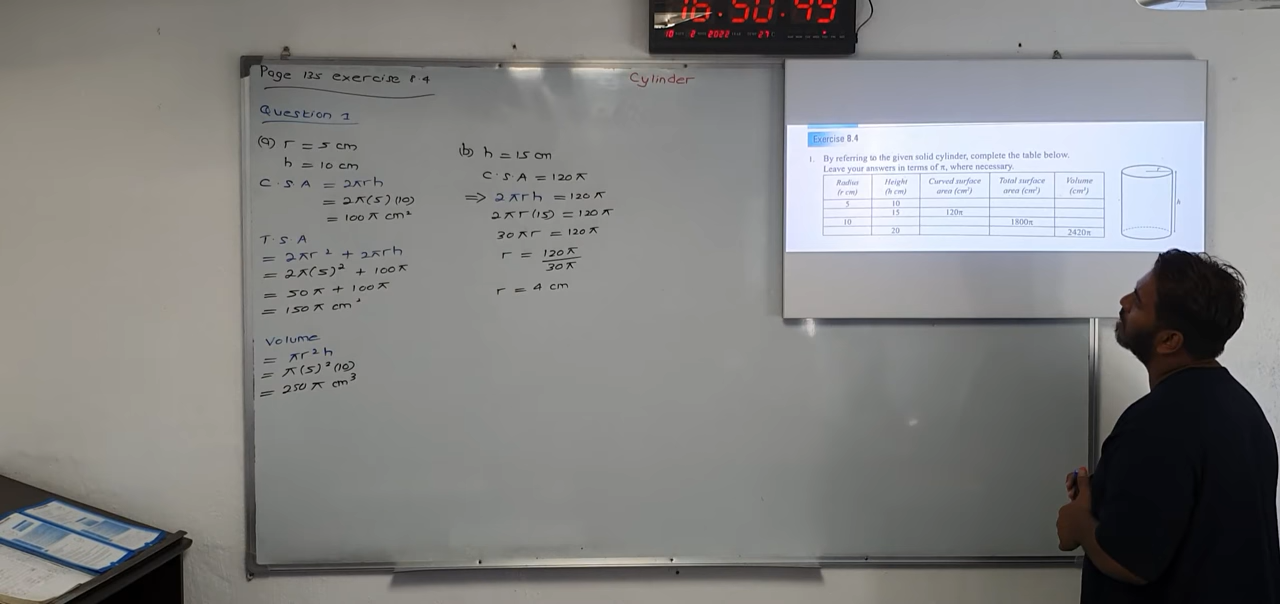 16:50:49
10 2 2022 27
Page 125 exercise 8.4
Cylinder
Question 1
(a) r = 5 cm
h = 10 cm
C.S.A = 2πrh
= 2π(5)(10)
= 100π cm²
T.S.A
= 2πr² + 2πrh
= 2π(5)² + 100π
= 50π + 100π
= 150π cm²
Volume
= πr²h
= π(5)²(10)
= 250π cm³
(b) h = 15 cm
C.S.A = 120π
⇒ 2πrh = 120π
2πr(15) = 120π
30πr = 120π
r = 120π/30π
r = 4 cm
Exercise 8.4
1. By referring to the given solid cylinder, complete the table below.
Leave your answers in terms of π, where necessary.
Radius (r cm) Height (h cm) Curved surface area (cm²) Total surface area (cm²) Volume (cm³)
5 10
15 120π
10 1800π
20 2420π
r
h